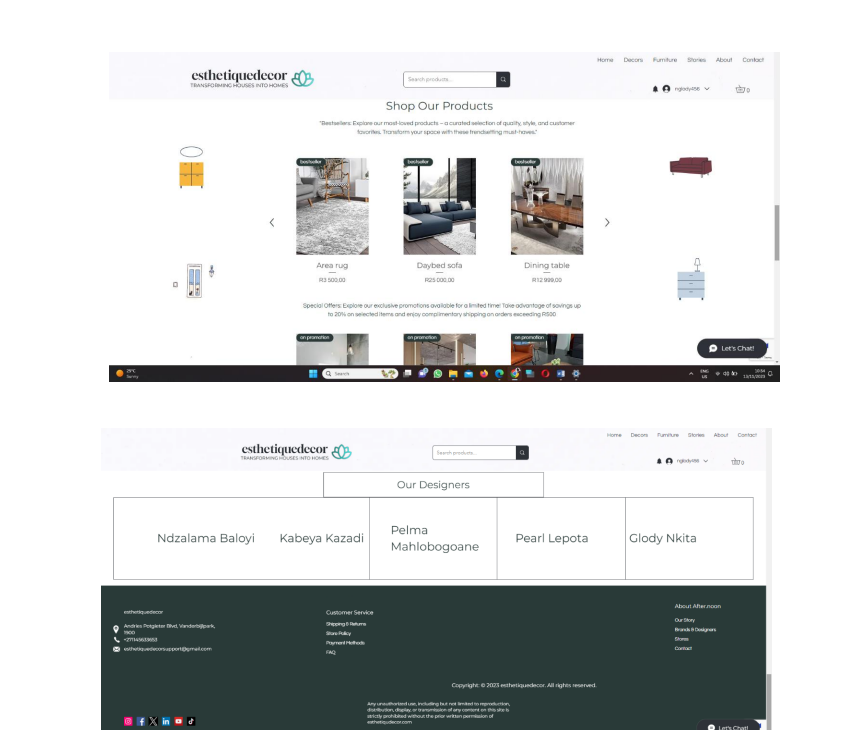 Home Decors Furniture Stories About Contact
esthetiquedecor
TRANSFORMING HOUSES INTO HOMES
Search products...
nglody456
0
Shop Our Products
"Bestsellers: Explore our most-loved products – a curated selection of quality, style, and customer
favorites. Transform your space with these trendsetting must-haves."
bestseller
bestseller
bestseller
Area rug
R3 500,00
Daybed sofa
R25 000,00
Dining table
R12 999,00
Special Offers: Explore our exclusive promotions available for a limited time! Take advantage of savings up
to 20% on selected items and enjoy complimentary shipping on orders exceeding R500
on promotion
on promotion
on promotion
Let's Chat!
29°C
Sunny
Search
ENG
US
13/11/2023
Home Decors Furniture Stories About Contact
esthetiquedecor
TRANSFORMING HOUSES INTO HOMES
Search products...
nglody456
0
Our Designers
Ndzalama Baloyi
Kabeya Kazadi
Pelma
Mahlobogoane
Pearl Lepota
Glody Nkita
esthetiquedecor
Andries Potgieter Blvd, Vanderbijlpark,
1900
+271145633653
esthetiquedecorsupport@gmail.com
Customer Service
Shipping & Returns
Store Policy
Payment Methods
FAQ
About After.noon
Our Story
Brands & Designers
Stores
Contact
Copyright: © 2023 esthetiquedecor. All rights reserved.
Any unauthorized use, including but not limited to reproduction,
distribution, display, or transmission of any content on this site is
strictly prohibited without the prior written permission of
esthetiquedecor.com
Let's Chat!